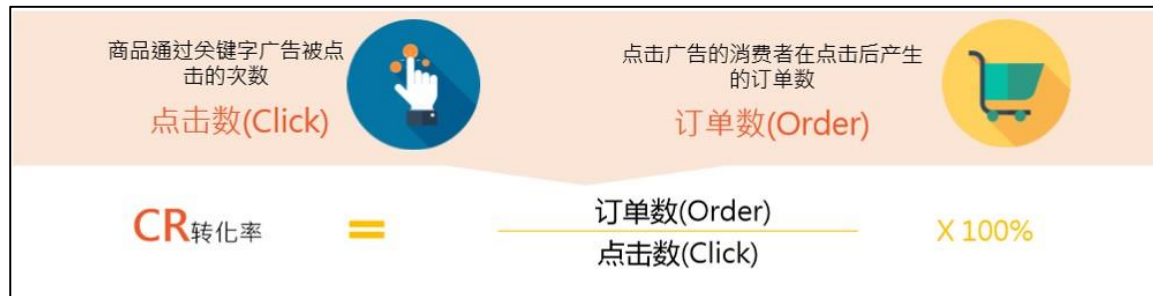 商品通过关键字广告被点
击的次数
点击数(Click)
点击广告的消费者在点击后产生
的订单数
订单数(Order)
CR转化率 = 订单数(Order)
点击数(Click)
X 100%